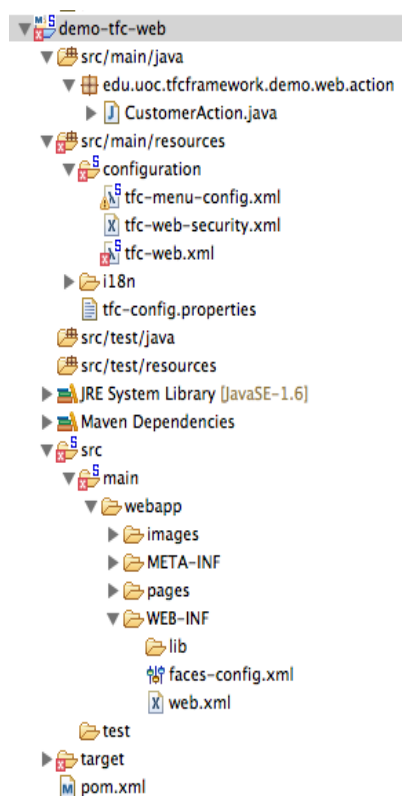 demo-tfc-web
src/main/java
edu.uoc.tfcframework.demo.web.action
CustomerAction.java
src/main/resources
configuration
tfc-menu-config.xml
tfc-web-security.xml
tfc-web.xml
i18n
tfc-config.properties
src/test/java
src/test/resources
JRE System Library [JavaSE-1.6]
Maven Dependencies
src
main
webapp
images
META-INF
pages
WEB-INF
lib
faces-config.xml
web.xml
test
target
pom.xml